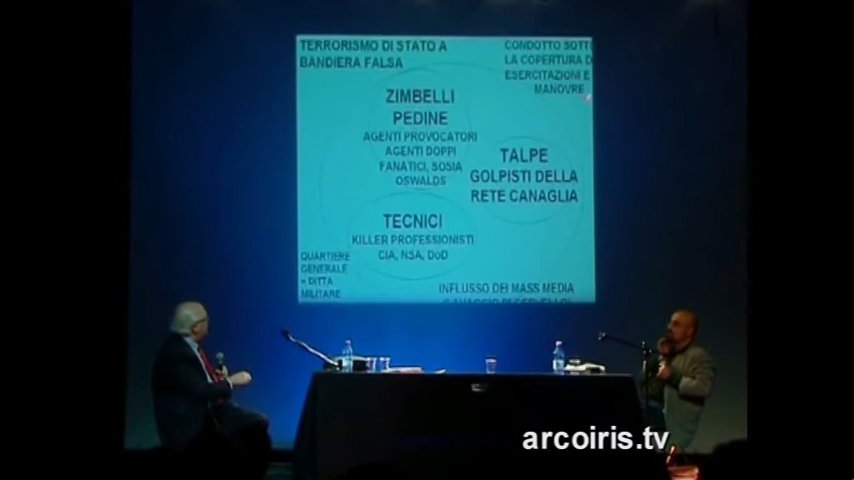 TERRORISMO DI STATO A
BANDIERA FALSA
CONDOTTO SOTT
LA COPERTURA D
ESERCITAZIONI E
MANOVRE
ZIMBELLI
PEDINE
AGENTI PROVOCATORI
AGENTI DOPPI
FANATICI, SOSIA
OSWALDS
TALPE
GOLPISTI DELLA
RETE CANAGLIA
TECNICI
KILLER PROFESSIONISTI
CIA, NSA, DoD
QUARTIERE
GENERALE
= DITTA
MILITARE
INFLUSSO DEI MASS MEDIA
arcoiris.tv